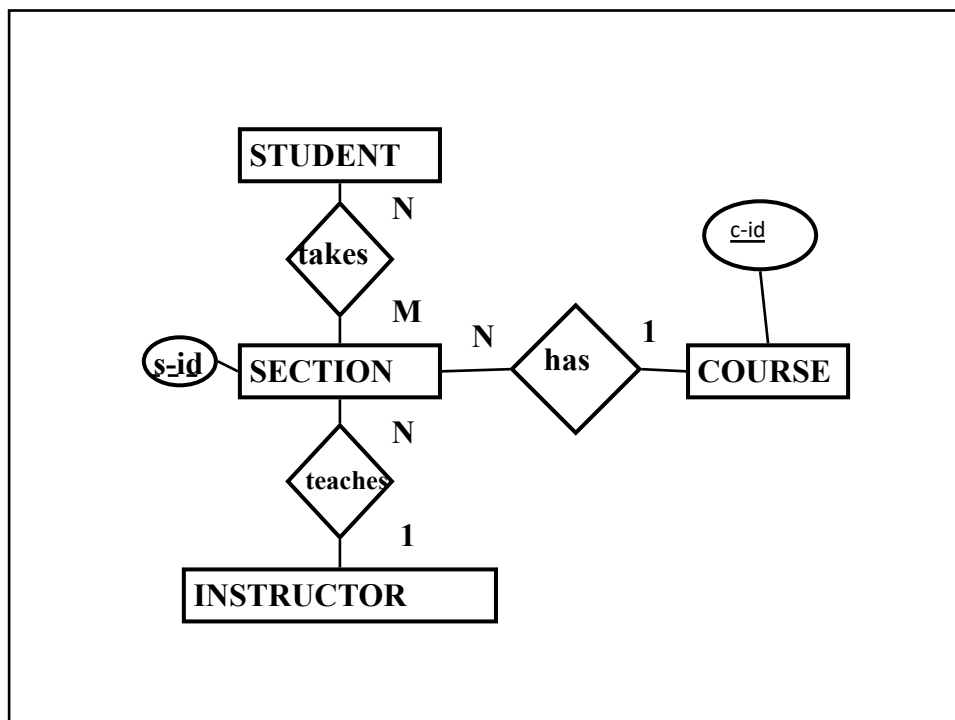 STUDENT
N
takes
c-id
M
N
1
s-id
SECTION
has
COURSE
N
teaches
1
INSTRUCTOR